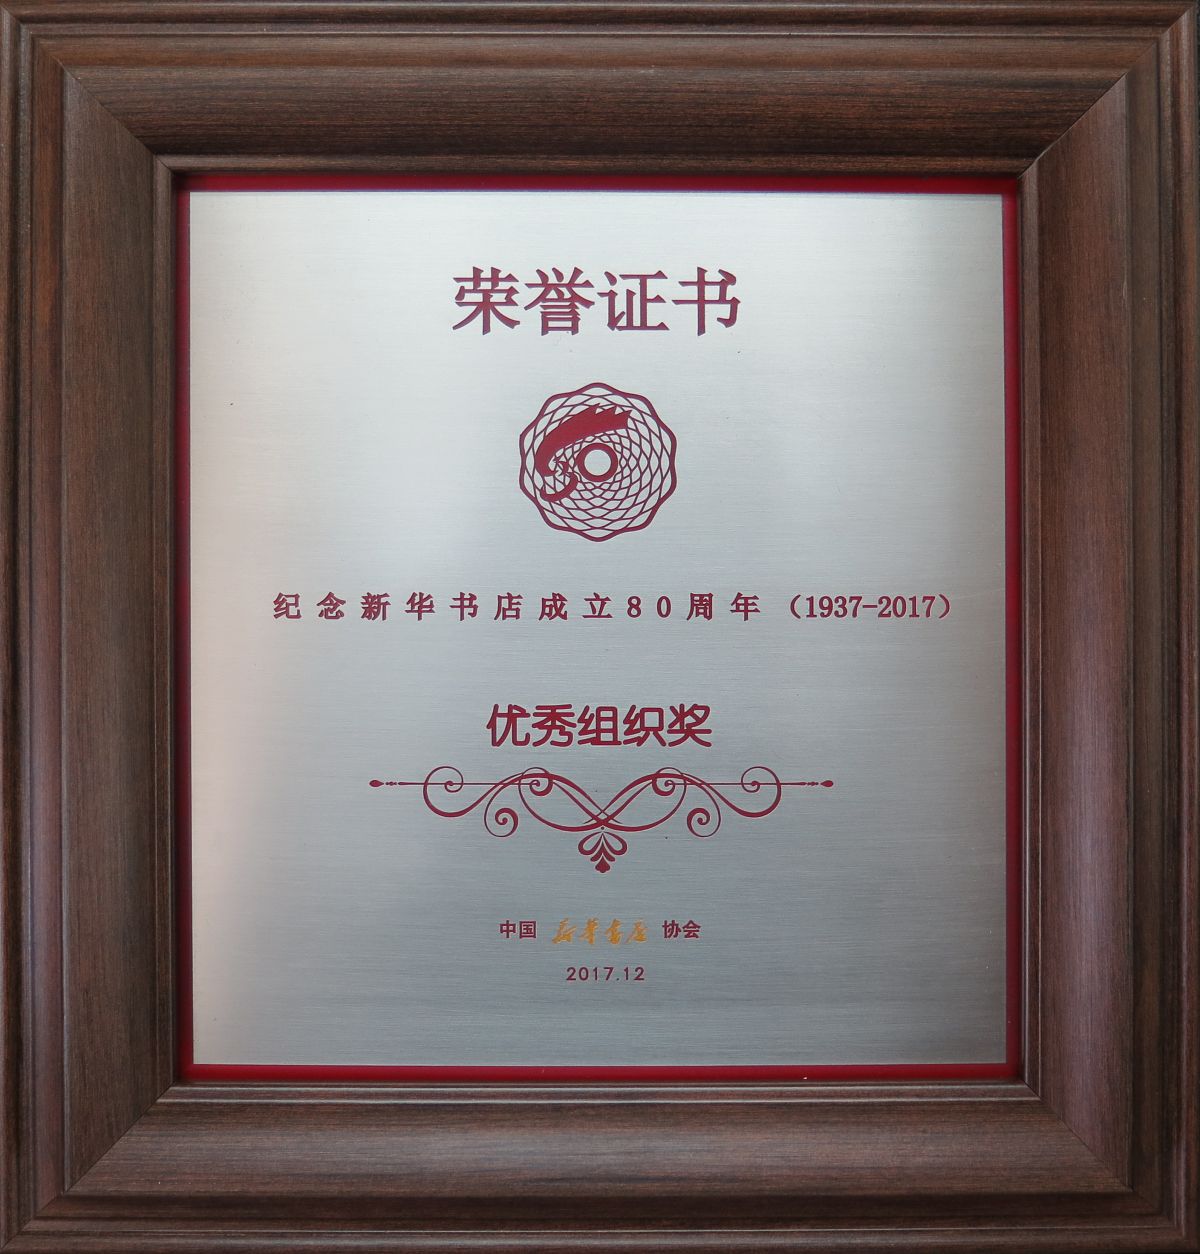 荣誉证书
纪念新华书店成立80周年（1937-2017）
优秀组织奖
中国 新华书店 协会
2017.12